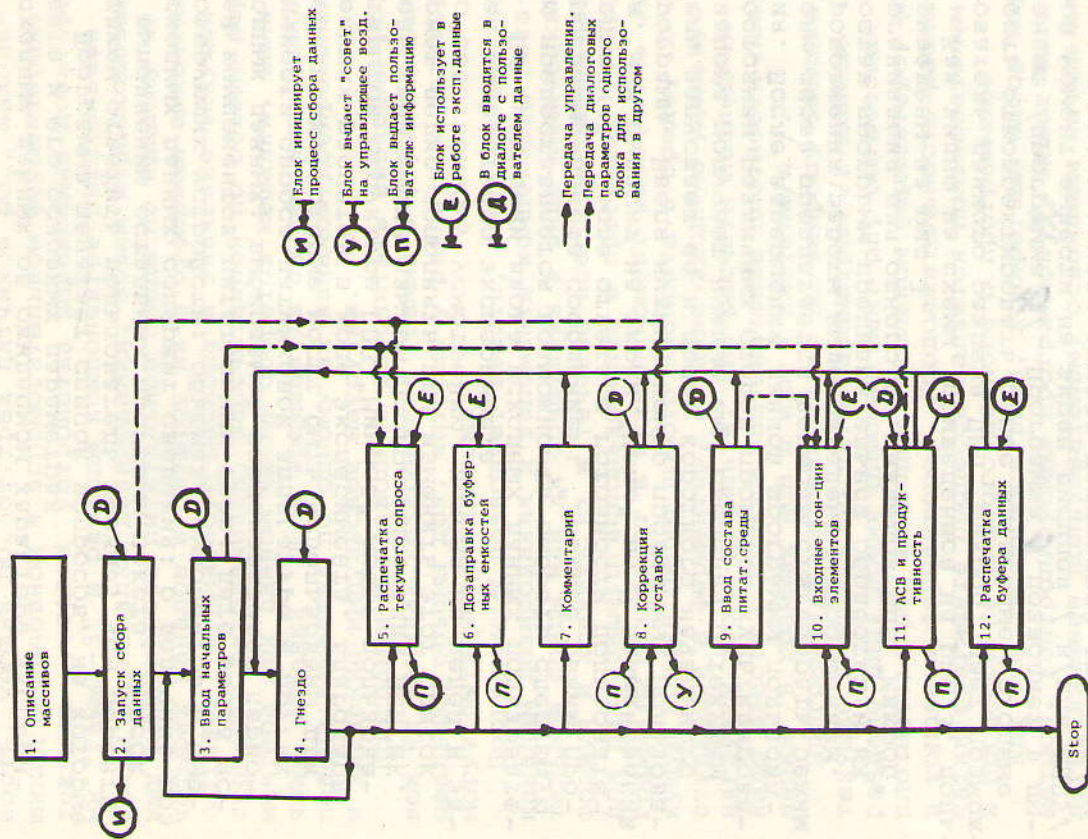 1. Описание
массивов
2. Запуск сбора
данных
Д
И
3. Ввод начальных
параметров
Д
4. Гнездо
Д
5. Распечатка
текущего опроса
П
Е
6. Дозаправка буфер-
ных емкостей
П
Е
7. Комментарий
8. Коррекция
уставок
Д
П
У
9. Ввод состава
питат.среды
Д
10. Входные кон-ции
элементов
П
Е
11. АСВ и продук-
тивность
Д
П
Е
12. Распечатка
буфера данных
П
Е
Stop
И
Елок инициирует
процесс сбора данных
У
Блок выдает "совет"
на управляющее возд.
П
Блок выдает пользо-
вателю информацию
Е
Блок использует в
работе эксп.данные
Д
В блок вводятся в
диалоге с пользо-
вателем данные
Передача управления.
Передача диалоговых
параметров одного
блока для использо-
вания в другом